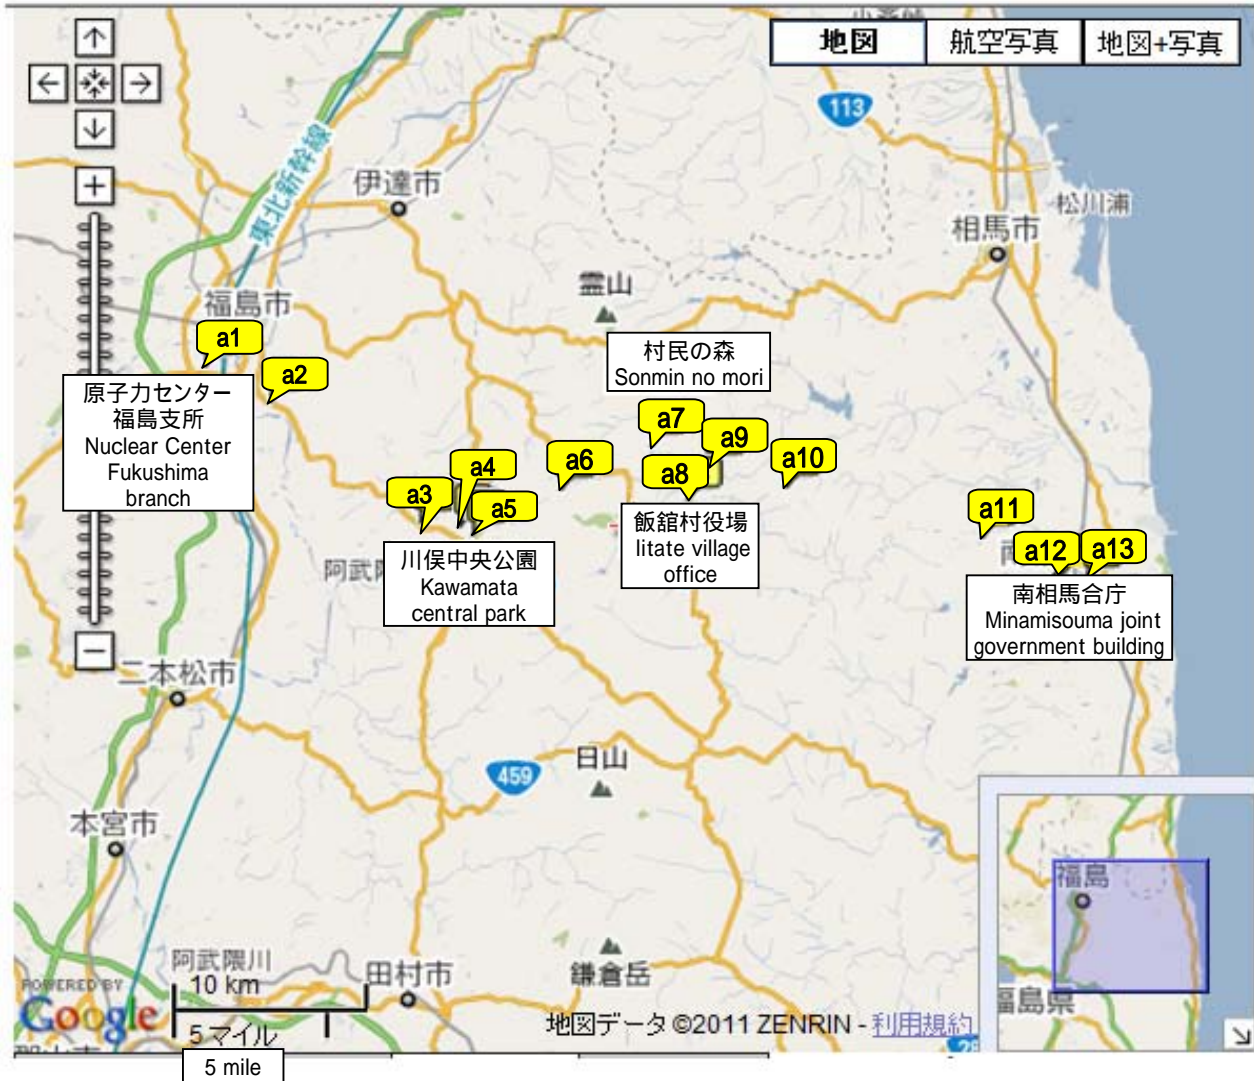 地図
航空写真
地図+写真
113
東北新幹線
伊達市
松川浦
相馬市
霊山
福島市
a1
村民の森
Sonmin no mori
a2
原子力センター
福島支所
Nuclear Center
Fukushima
branch
a7
a9
a4
a6
a8
a10
a3
a5
a11
飯舘村役場
Iitate village
office
a12
a13
川俣中央公園
Kawamata
central park
阿武
南相馬合庁
Minamisouma joint
government building
二本松市
日山
459
本宮市
福島
阿武隈川
10 km
田村市
鎌倉岳
福島県
POWERED BY
Google
5 マイル
地図データ ©2011 ZENRIN - 利用規約
5 mile